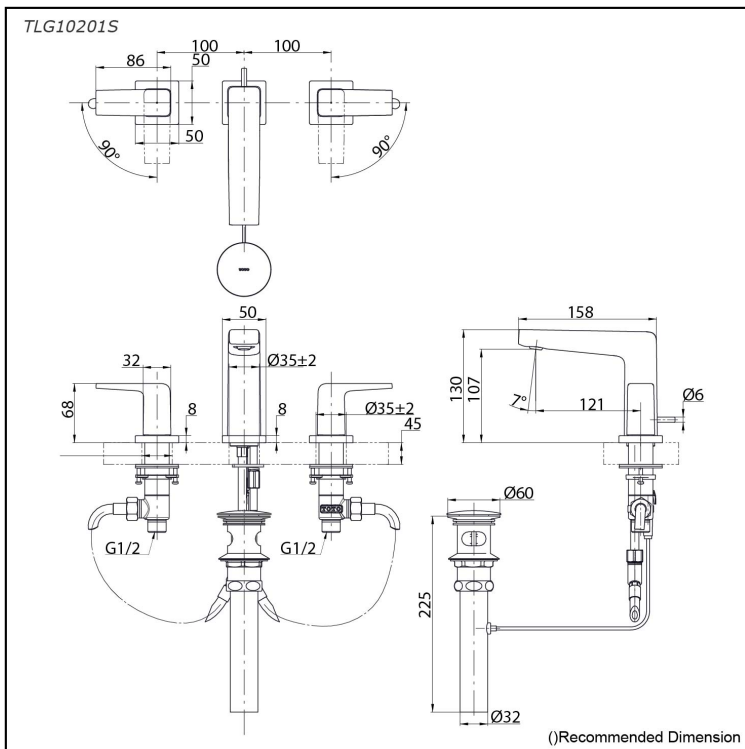 TLG10201S
100 100
86 50
50
90° 90°
50 158
32 Ø35±2
68 8 8 Ø35±2
45
130 107 7° 121 Ø6
G1/2 G1/2
Ø60
225
Ø32
()Recommended Dimension